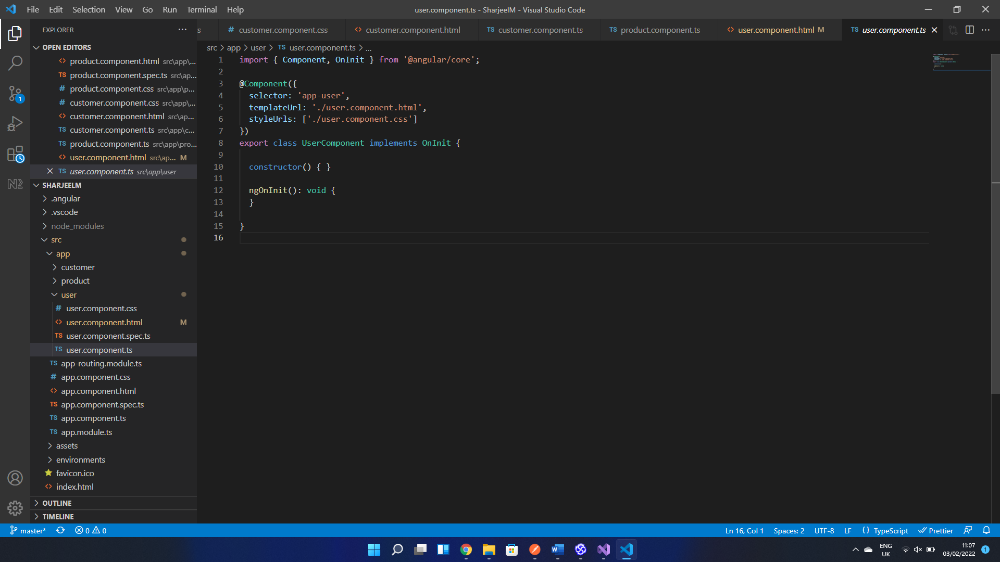 File Edit Selection View Go Run Terminal Help
user.component.ts - SharjeelM - Visual Studio Code
EXPLORER
customer.component.css
customer.component.html
TS customer.component.ts
TS product.component.ts
user.component.html M
TS user.component.ts
src > app > user > TS user.component.ts > ...
OPEN EDITORS
product.component.html src\app\...
TS product.component.spec.ts src\ap...
# product.component.css src\app\p...
# customer.component.css src\app\...
customer.component.html src\ap...
TS customer.component.ts src\app\c...
TS product.component.ts src\app\pro...
user.component.html src\ap... M
TS user.component.ts src\app\user
1
SHARJEELM
.angular
.vscode
node_modules
src
app
customer
product
user
# user.component.css
user.component.html M
TS user.component.spec.ts
TS user.component.ts
TS app-routing.module.ts
# app.component.css
app.component.html
TS app.component.spec.ts
TS app.component.ts
TS app.module.ts
assets
environments
favicon.ico
index.html
OUTLINE
TIMELINE
1 import { Component, OnInit } from '@angular/core';
2
3 @Component({
4 selector: 'app-user',
5 templateUrl: './user.component.html',
6 styleUrls: ['./user.component.css']
7 })
8 export class UserComponent implements OnInit {
9
10 constructor() { }
11
12 ngOnInit(): void {
13 }
14
15 }
16
master* 0 0
Ln 16, Col 1 Spaces: 2 UTF-8 LF {} TypeScript Prettier
ENG
UK
11:07
03/02/2022
1